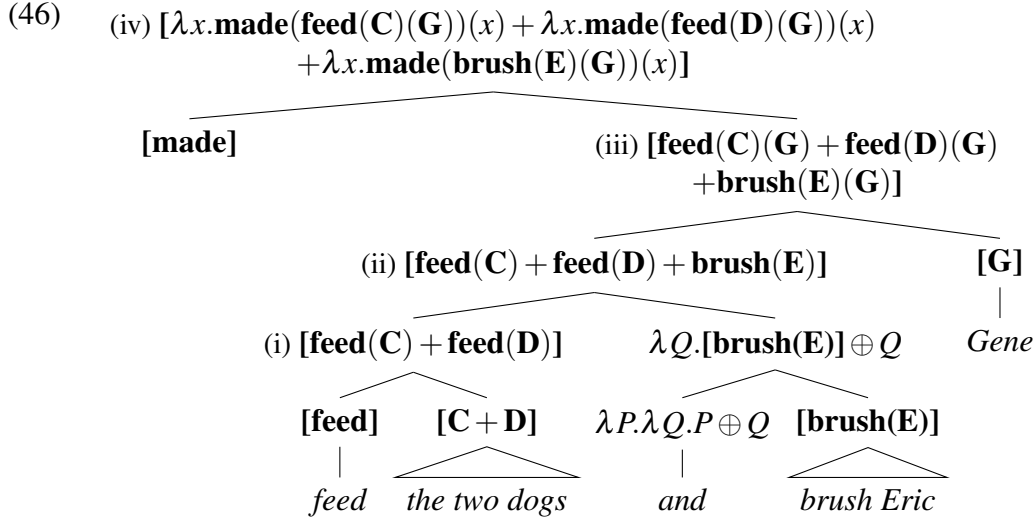 (46) (iv) [λx.made(feed(C)(G))(x) + λx.made(feed(D)(G))(x)
+λx.made(brush(E)(G))(x)]
[made] (iii) [feed(C)(G) + feed(D)(G)
+brush(E)(G)]
(ii) [feed(C) + feed(D) + brush(E)] [G]
(i) [feed(C) + feed(D)] λQ.[brush(E)] ⊕ Q Gene
[feed] [C + D] λP.λQ.P ⊕ Q [brush(E)]
feed the two dogs and brush Eric